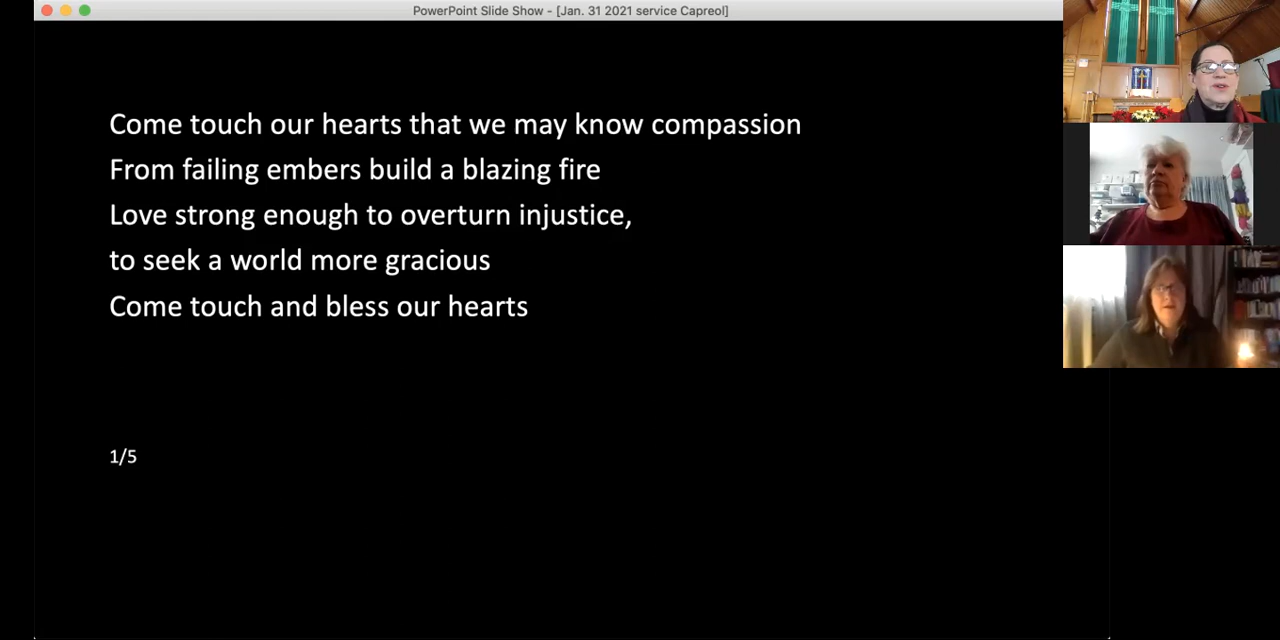 PowerPoint Slide Show - [Jan. 31 2021 service Capreol]
Come touch our hearts that we may know compassion
From failing embers build a blazing fire
Love strong enough to overturn injustice,
to seek a world more gracious
Come touch and bless our hearts
1/5